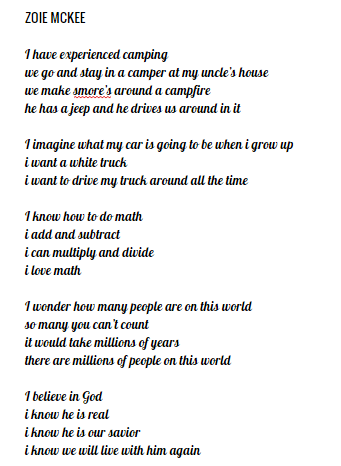 ZOIE MCKEE
I have experienced camping
we go and stay in a camper at my uncle's house
we make smore's around a campfire
he has a jeep and he drives us around in it
I imagine what my car is going to be when i grow up
i want a white truck
i want to drive my truck around all the time
I know how to do math
i add and subtract
i can multiply and divide
i love math
I wonder how many people are on this world
so many you can't count
it would take millions of years
there are millions of people on this world
I believe in God
i know he is real
i know he is our savior
i know we will live with him again